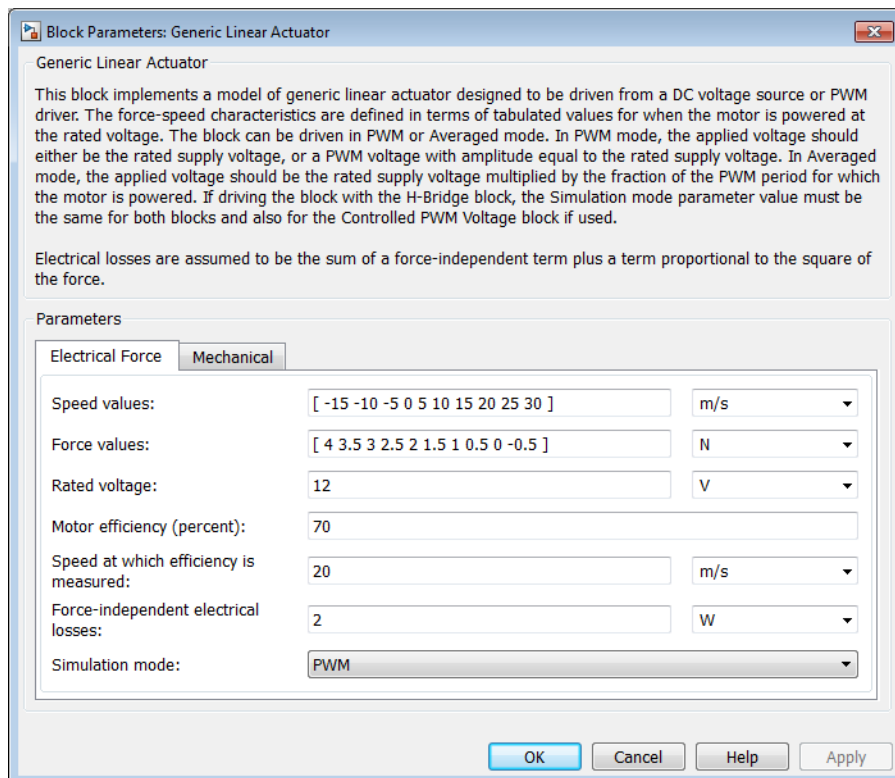 Block Parameters: Generic Linear Actuator
Generic Linear Actuator
This block implements a model of generic linear actuator designed to be driven from a DC voltage source or PWM
driver. The force-speed characteristics are defined in terms of tabulated values for when the motor is powered at
the rated voltage. The block can be driven in PWM or Averaged mode. In PWM mode, the applied voltage should
either be the rated supply voltage, or a PWM voltage with amplitude equal to the rated supply voltage. In Averaged
mode, the applied voltage should be the rated supply voltage multiplied by the fraction of the PWM period for which
the motor is powered. If driving the block with the H-Bridge block, the Simulation mode parameter value must be
the same for both blocks and also for the Controlled PWM Voltage block if used.
Electrical losses are assumed to be the sum of a force-independent term plus a term proportional to the square of
the force.
Parameters
Electrical Force Mechanical
Speed values: [ -15 -10 -5 0 5 10 15 20 25 30 ] m/s
Force values: [ 4 3.5 3 2.5 2 1.5 1 0.5 0 -0.5 ] N
Rated voltage: 12 V
Motor efficiency (percent): 70
Speed at which efficiency is
measured: 20 m/s
Force-independent electrical
losses: 2 W
Simulation mode: PWM
OK Cancel Help Apply